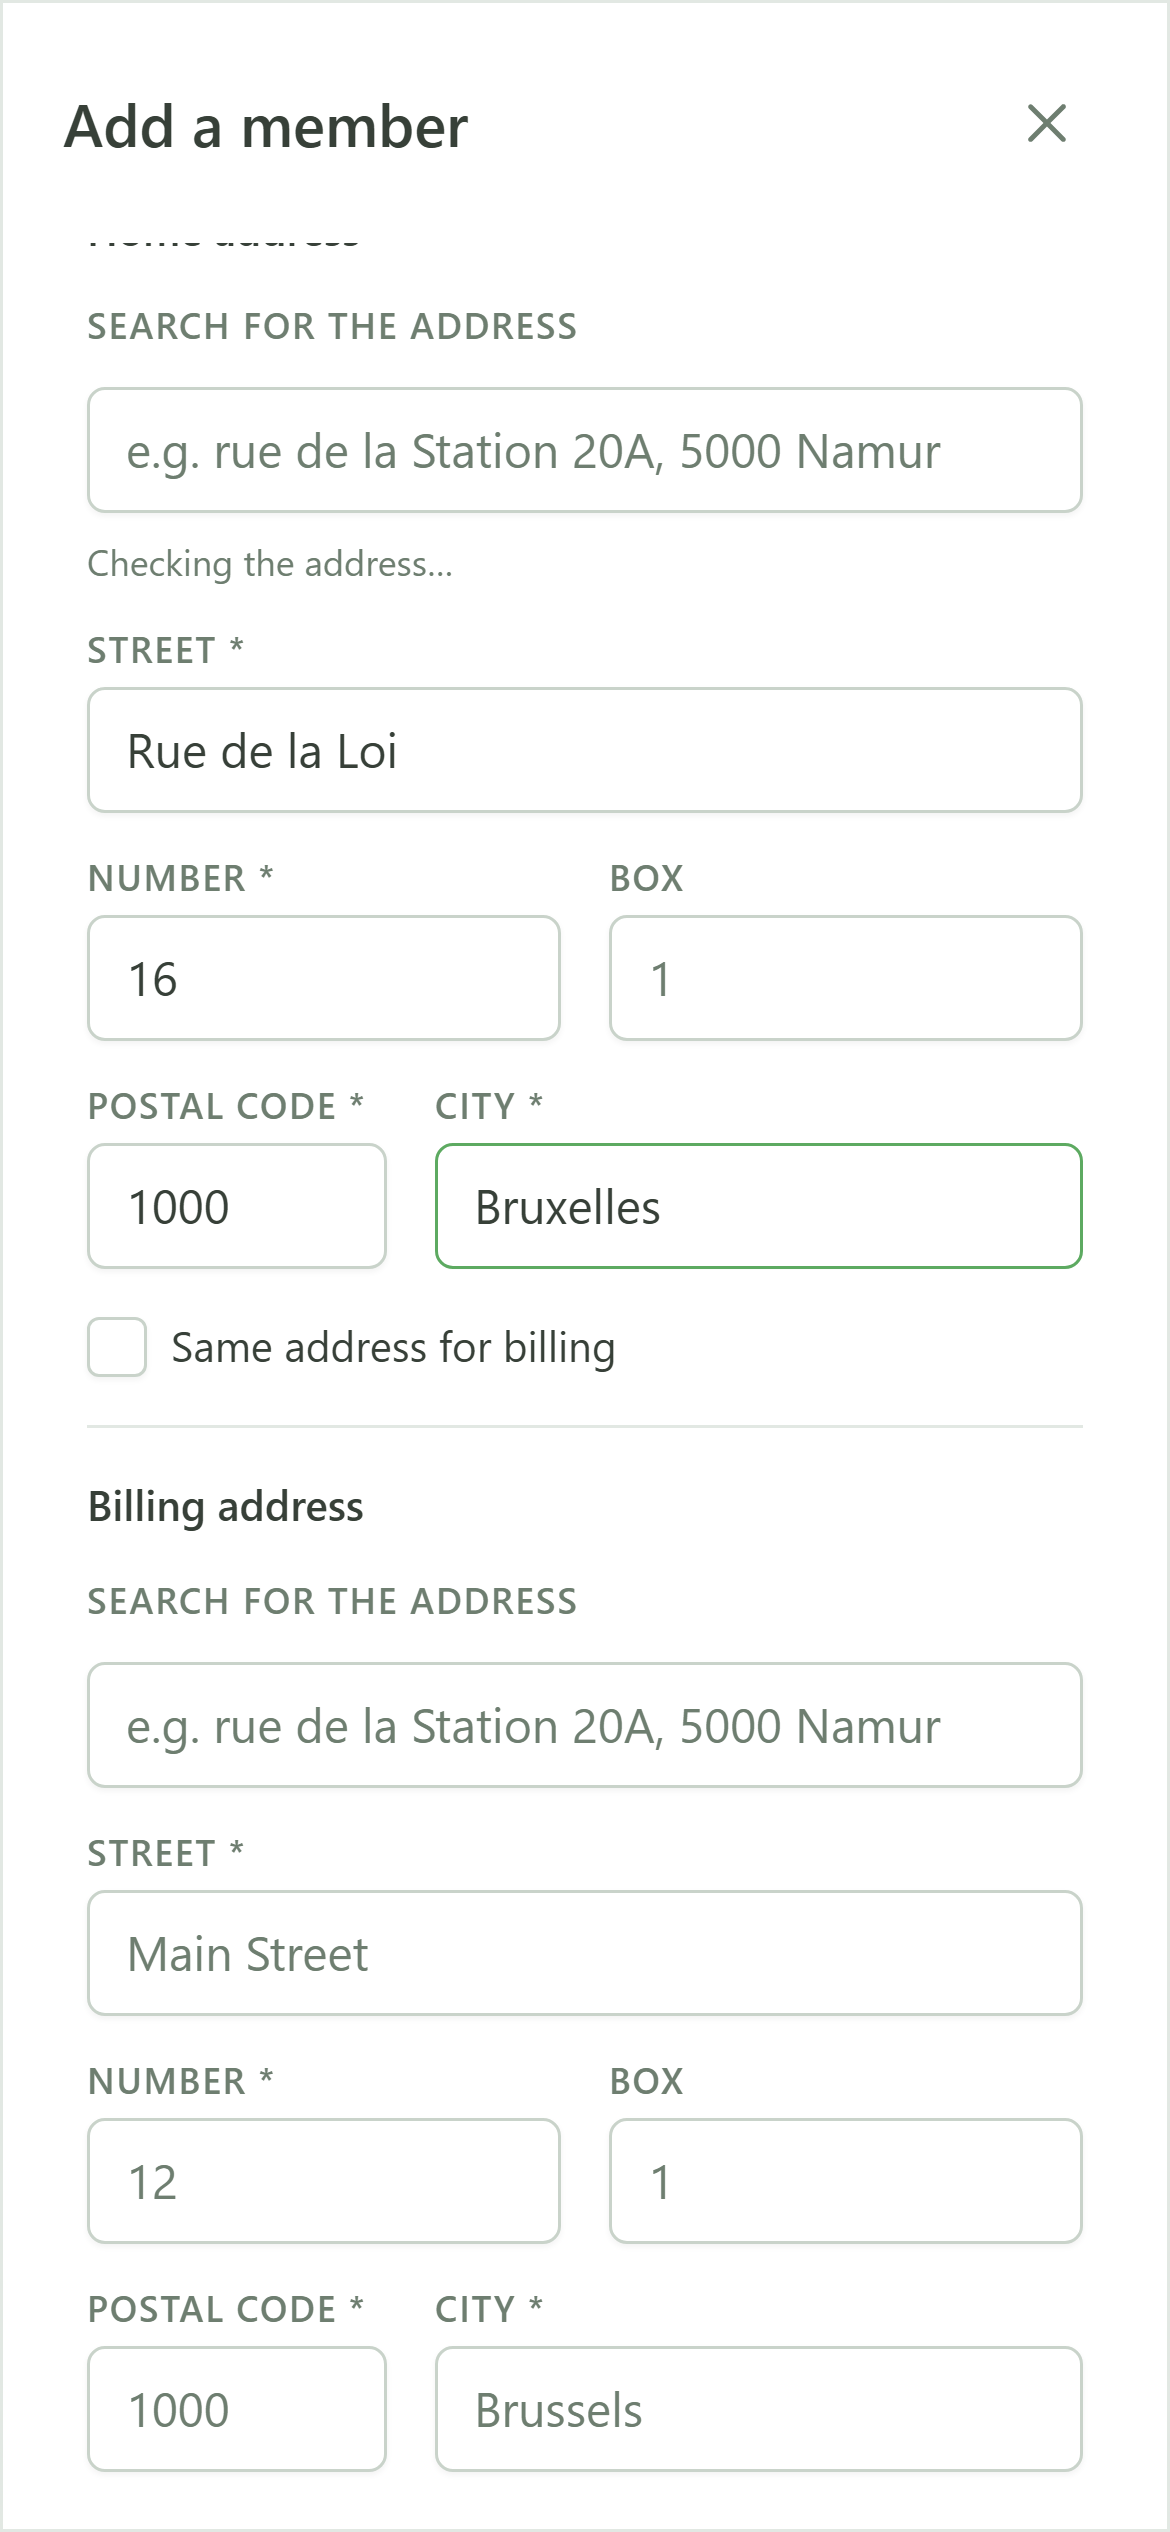 Add a member
SEARCH FOR THE ADDRESS
e.g. rue de la Station 20A, 5000 Namur
Checking the address...
STREET *
Rue de la Loi
NUMBER * BOX
16 1
POSTAL CODE * CITY *
1000 Bruxelles
Same address for billing
Billing address
SEARCH FOR THE ADDRESS
e.g. rue de la Station 20A, 5000 Namur
STREET *
Main Street
NUMBER * BOX
12 1
POSTAL CODE * CITY *
1000 Brussels